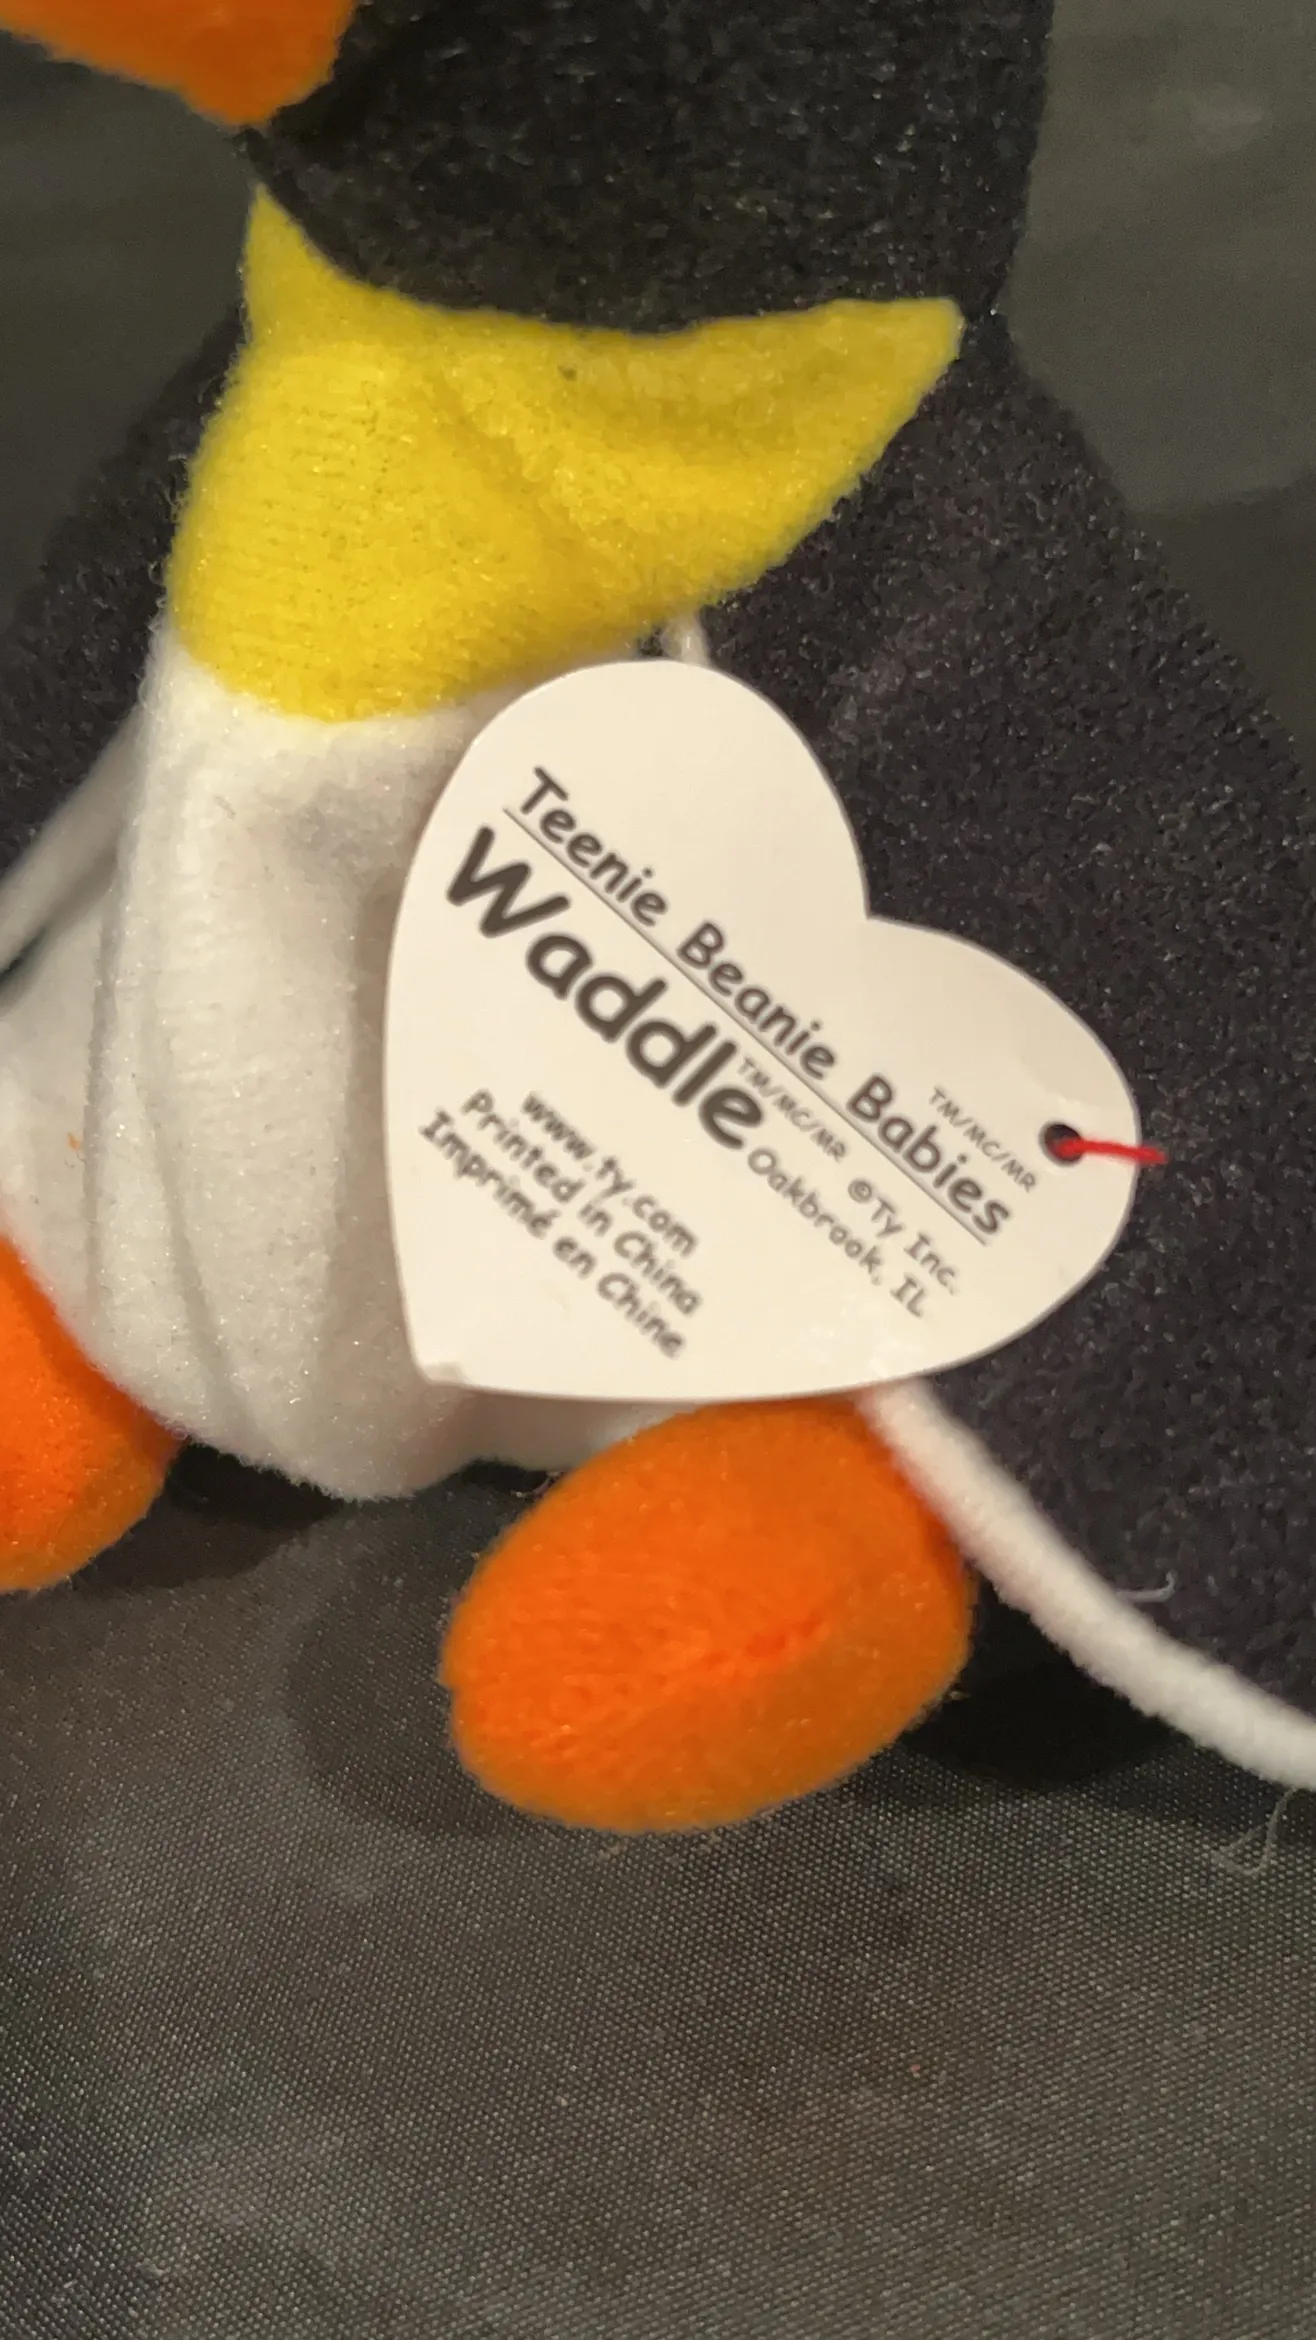 Teenie Beanie Babies TM/MC/MR
Waddle TM/MC/MR ©Ty Inc.
Oakbrook, IL
www.ty.com
Printed in China
Imprimé en Chine